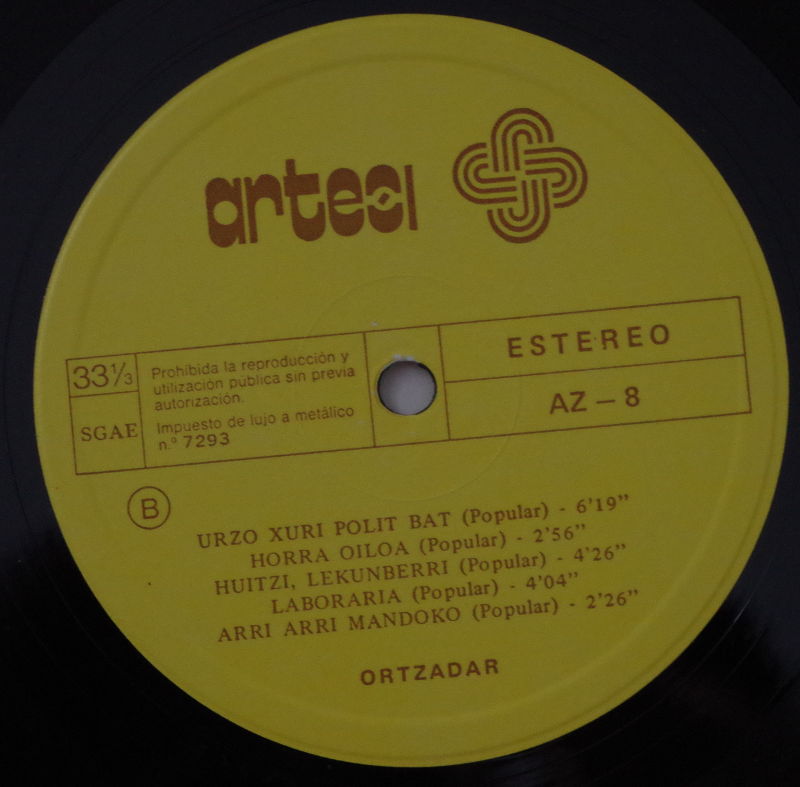 artezi
33⅓
SGAE
Prohibida la reproducción y
utilización pública sin previa
autorización.
Impuesto de lujo a metálico
n.º 7293
ESTEREO
AZ – 8
B
URZO XURI POLIT BAT (Popular) - 6'19”
HORRA OILOA (Popular) - 2'56”
HUITZI, LEKUNBERRI (Popular) - 4'26”
LABORARIA (Popular) - 4'04”
ARRI ARRI MANDOKO (Popular) - 2'26”
ORTZADAR